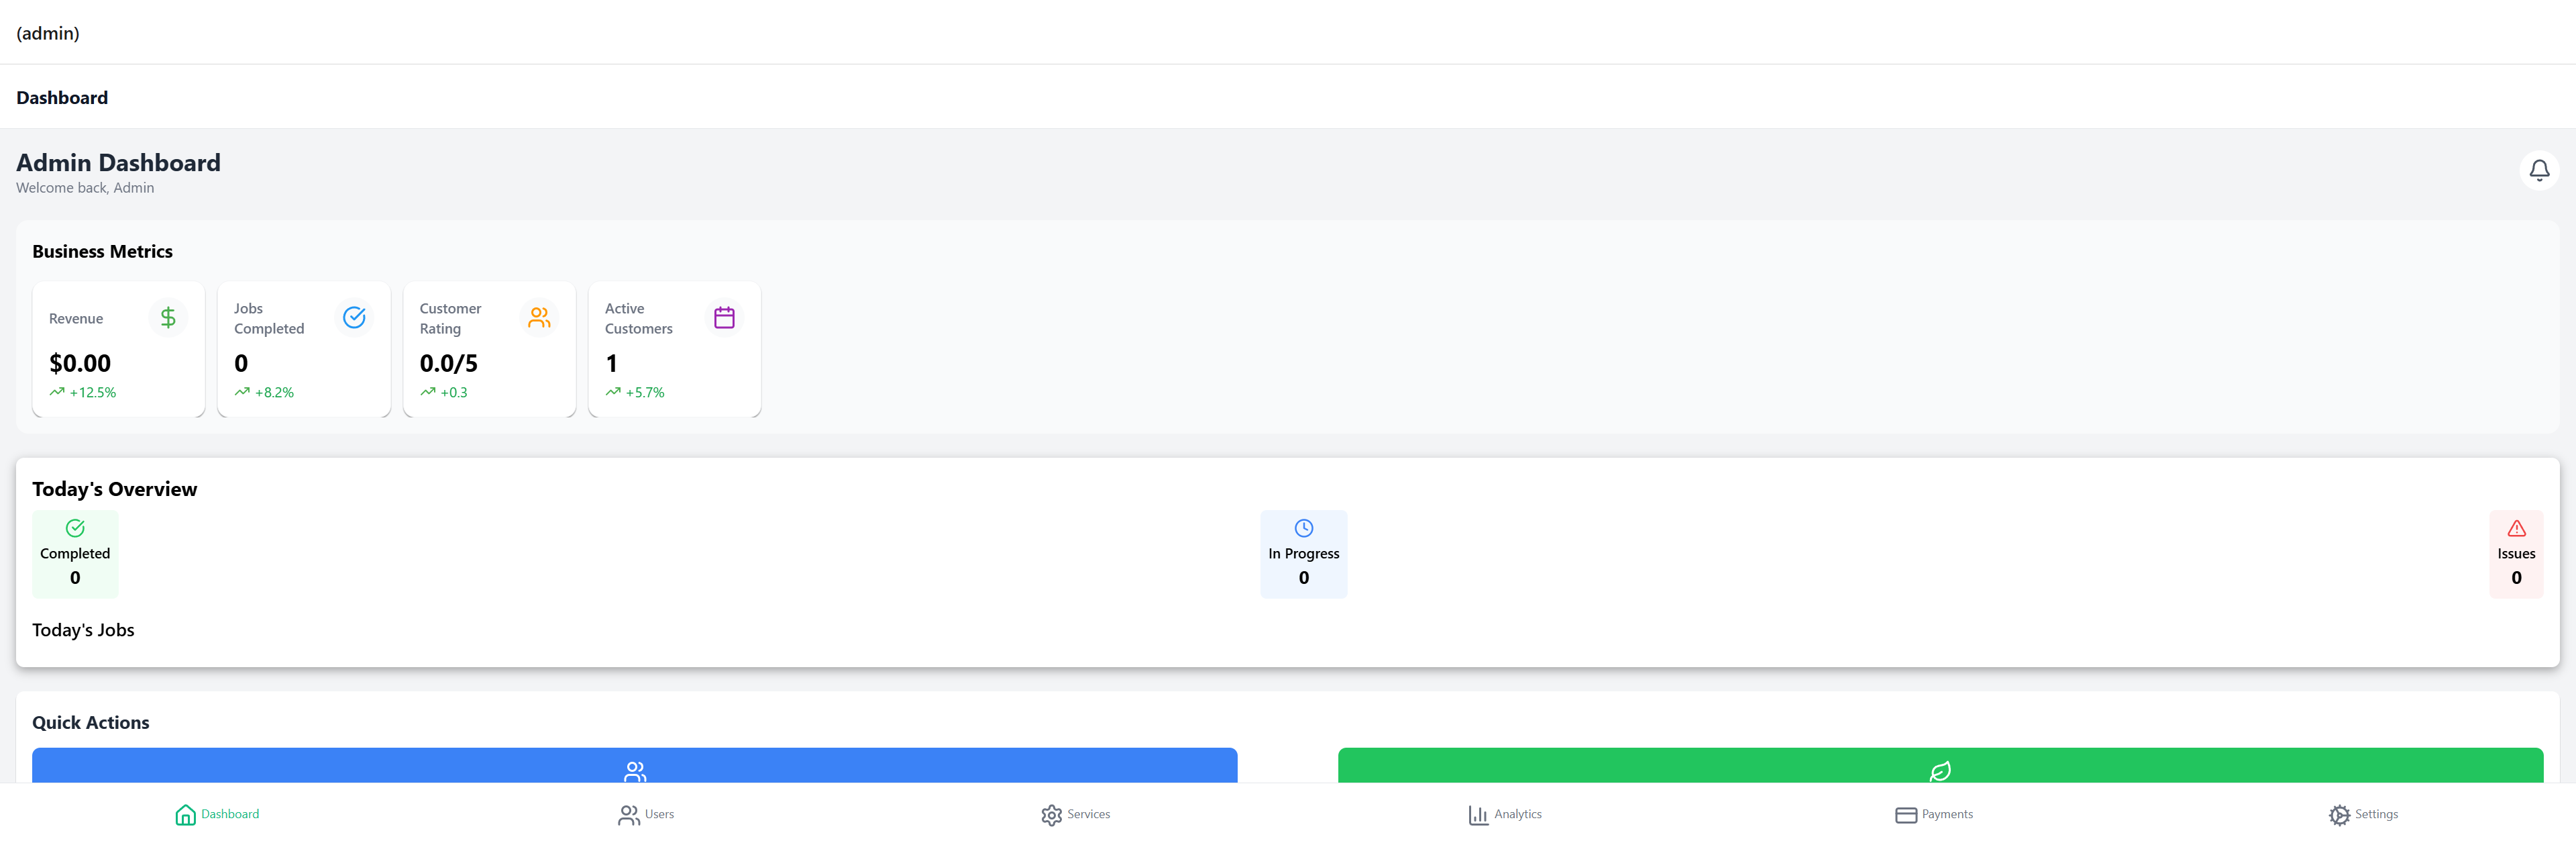 (admin)
Dashboard
Admin Dashboard
Welcome back, Admin
Business Metrics
Revenue
$0.00
+12.5%
Jobs
Completed
0
+8.2%
Customer
Rating
0.0/5
+0.3
Active
Customers
1
+5.7%
Today's Overview
Completed
0
In Progress
0
Issues
0
Today's Jobs
Quick Actions
Dashboard
Users
Services
Analytics
Payments
Settings